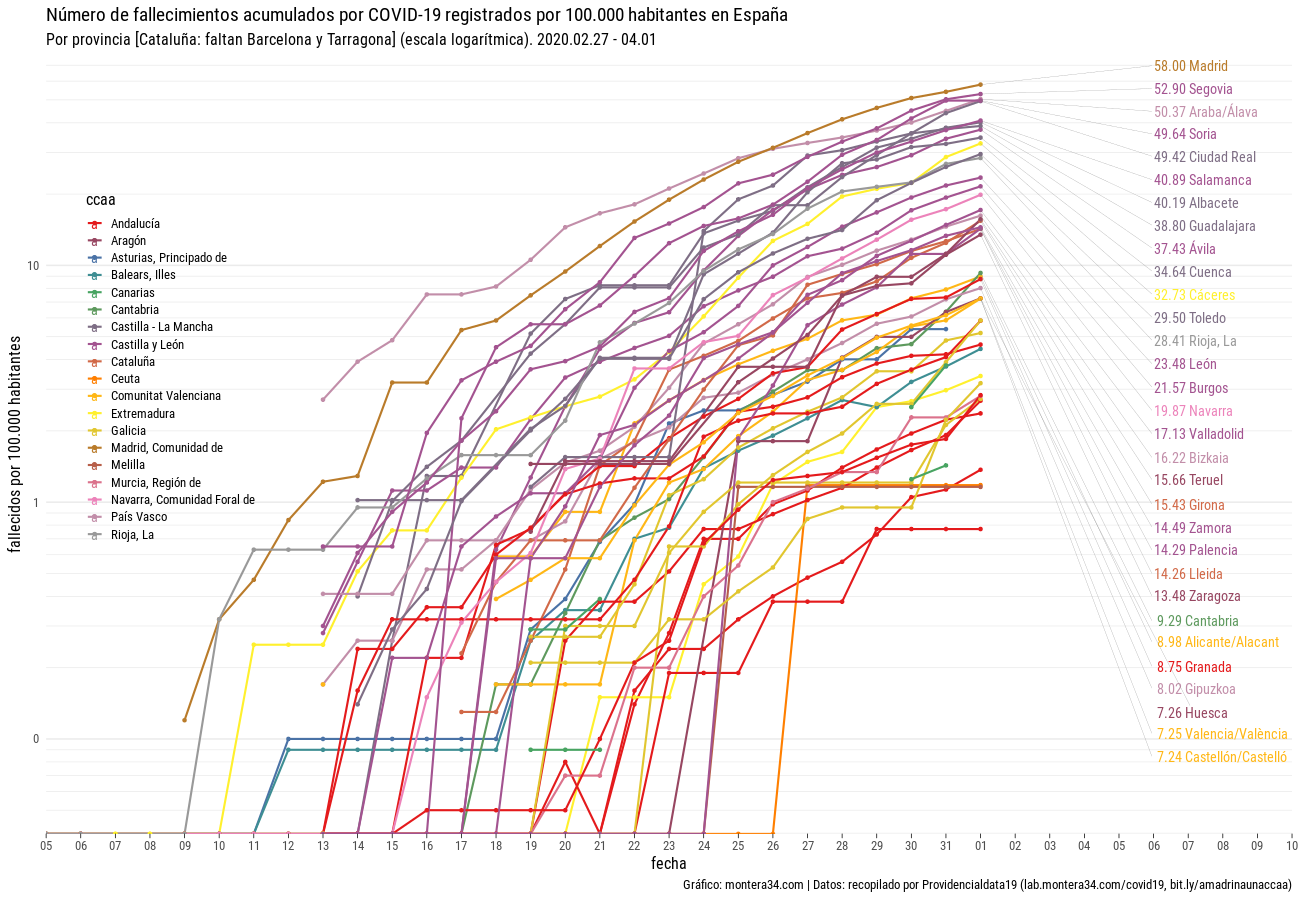 Número de fallecimientos acumulados por COVID-19 registrados por 100.000 habitantes en España
Por provincia [Cataluña: faltan Barcelona y Tarragona] (escala logarítmica). 2020.02.27 - 04.01
58.00 Madrid
52.90 Segovia
50.37 Araba/Álava
49.64 Soria
49.42 Ciudad Real
40.89 Salamanca
40.19 Albacete
38.80 Guadalajara
37.43 Ávila
34.64 Cuenca
32.73 Cáceres
29.50 Toledo
28.41 Rioja, La
23.48 León
21.57 Burgos
19.87 Navarra
17.13 Valladolid
16.22 Bizkaia
15.66 Teruel
15.43 Girona
14.49 Zamora
14.29 Palencia
14.26 Lleida
13.48 Zaragoza
9.29 Cantabria
8.98 Alicante/Alacant
8.75 Granada
8.02 Gipuzkoa
7.26 Huesca
7.25 Valencia/València
7.24 Castellón/Castelló
ccaa
Andalucía
Aragón
Asturias, Principado de
Balears, Illes
Canarias
Cantabria
Castilla - La Mancha
Castilla y León
Cataluña
Ceuta
Comunitat Valenciana
Extremadura
Galicia
Madrid, Comunidad de
Melilla
Murcia, Región de
Navarra, Comunidad Foral de
País Vasco
Rioja, La
fallecidos por 100.000 habitantes
10
1
0
05 06 07 08 09 10 11 12 13 14 15 16 17 18 19 20 21 22 23 24 25 26 27 28 29 30 31 01 02 03 04 05 06 07 08 09 10
fecha
Gráfico: montera34.com | Datos: recopilado por Providencialdata19 (lab.montera34.com/covid19, bit.ly/amadrinaunaccaa)